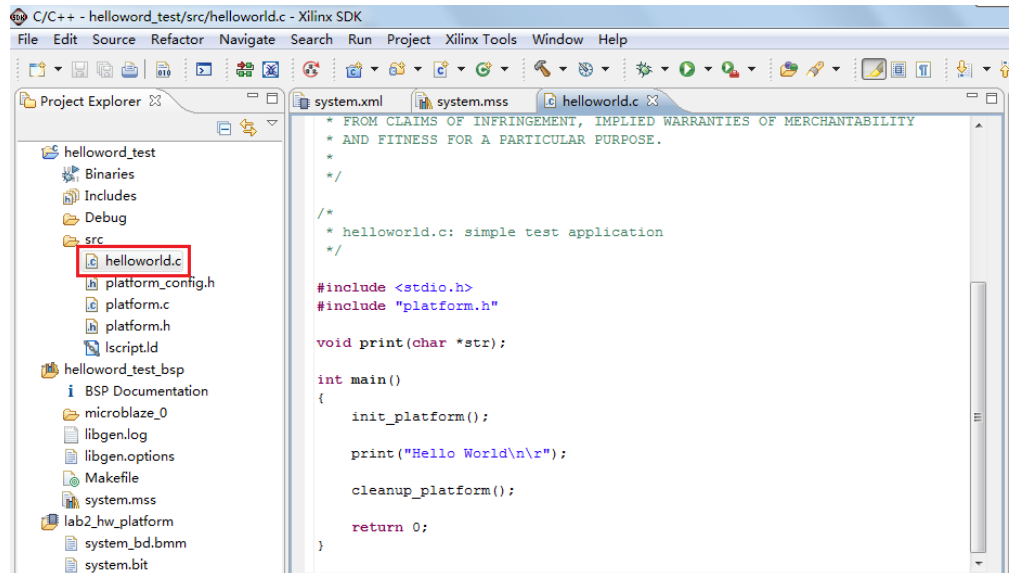 C/C++ - helloword_test/src/helloworld.c - Xilinx SDK
File Edit Source Refactor Navigate Search Run Project Xilinx Tools Window Help
Project Explorer
system.xml system.mss helloworld.c
helloword_test
Binaries
Includes
Debug
src
helloworld.c
platform_config.h
platform.c
platform.h
lscript.ld
helloword_test_bsp
BSP Documentation
microblaze_0
libgen.log
libgen.options
Makefile
system.mss
lab2_hw_platform
system_bd.bmm
system.bit
* FROM CLAIMS OF INFRINGEMENT, IMPLIED WARRANTIES OF MERCHANTABILITY
* AND FITNESS FOR A PARTICULAR PURPOSE.
*
*/
/*
* helloworld.c: simple test application
*/
#include <stdio.h>
#include "platform.h"
void print(char *str);
int main()
{
init_platform();
print("Hello World\n\r");
cleanup_platform();
return 0;
}